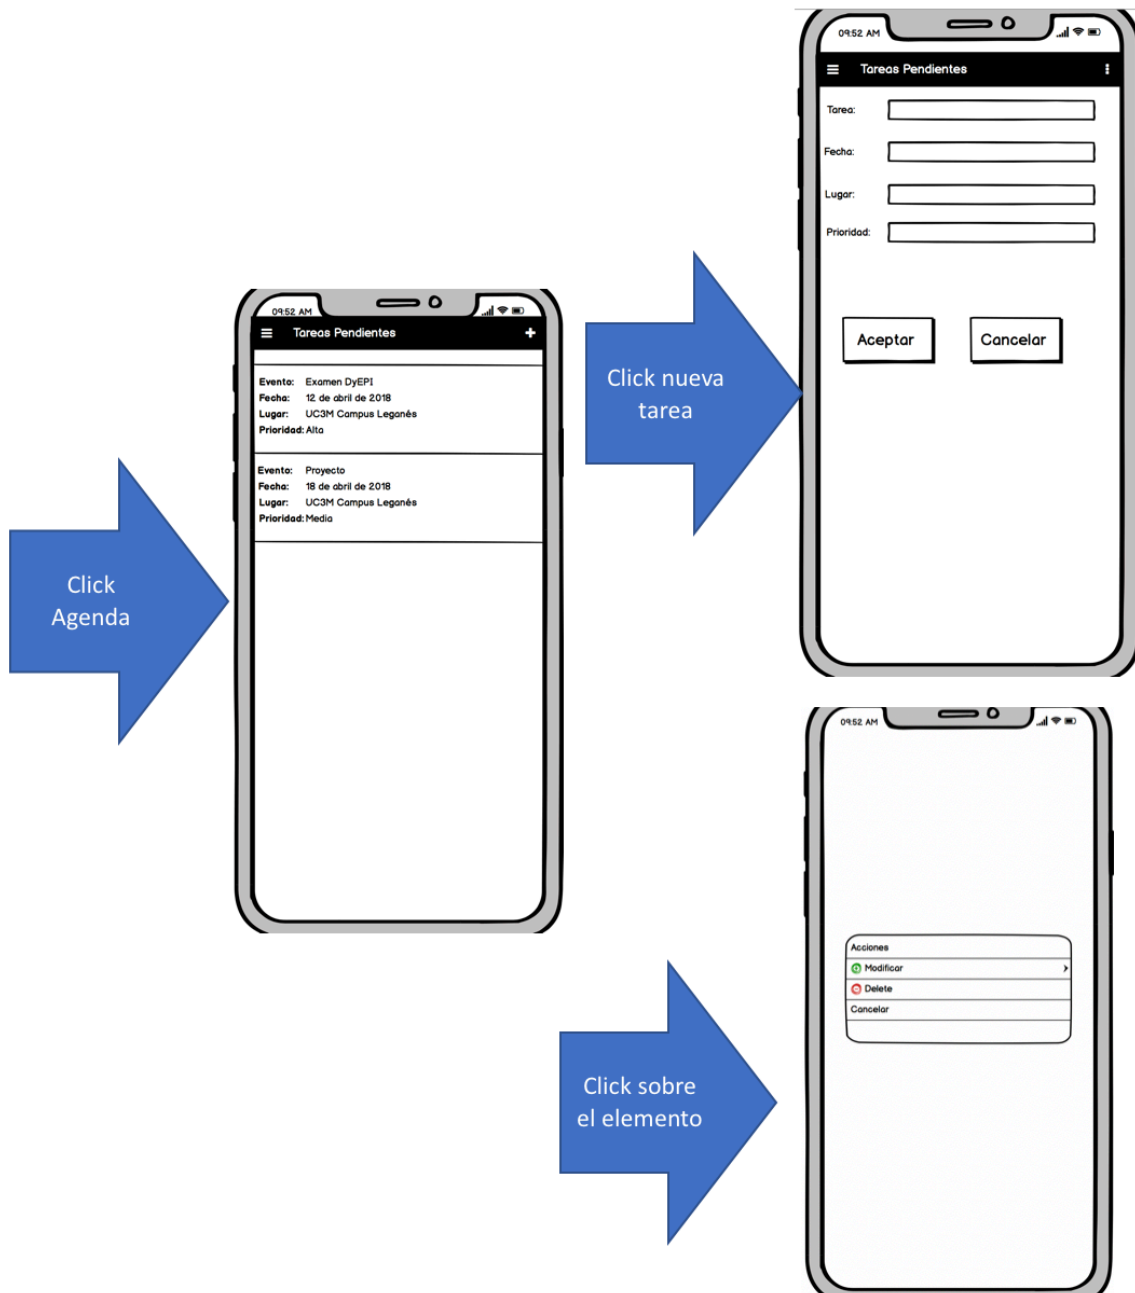 Click
Agenda
09:52 AM
Tareas Pendientes
Evento: Examen DyEPI
Fecha: 12 de abril de 2018
Lugar: UC3M Campus Leganés
Prioridad: Alta
Evento: Proyecto
Fecha: 18 de abril de 2018
Lugar: UC3M Campus Leganés
Prioridad: Media
Click nueva
tarea
09:52 AM
Tareas Pendientes
Tarea:
Fecha:
Lugar:
Prioridad:
Aceptar Cancelar
Click sobre
el elemento
09:52 AM
Acciones
Modificar
Delete
Cancelar